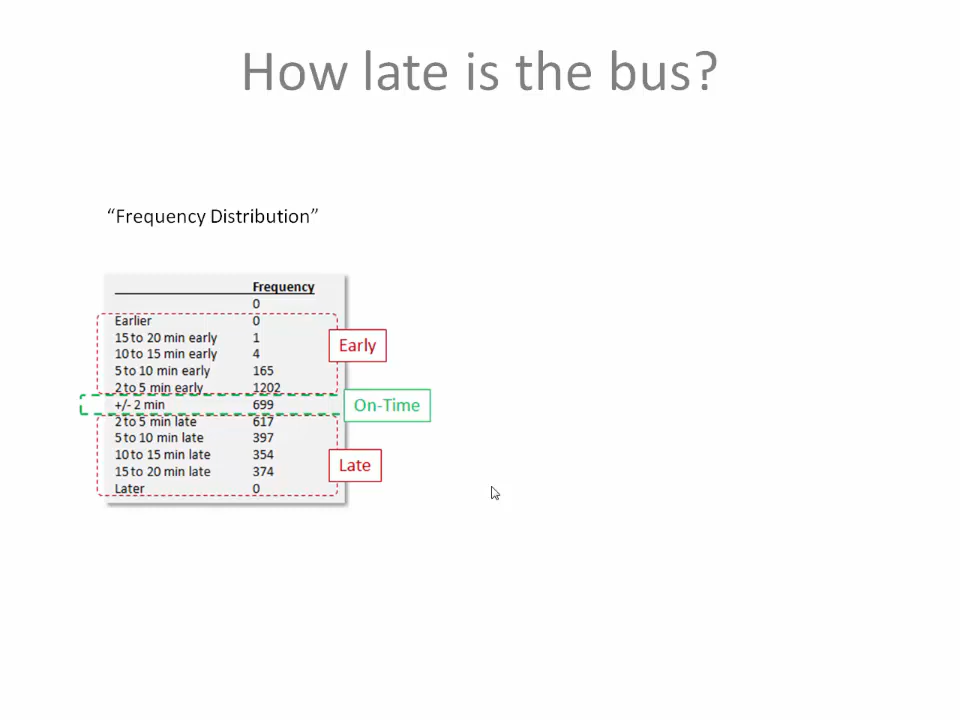 How late is the bus?
“Frequency Distribution”
Frequency
0
Earlier 0
15 to 20 min early 1
10 to 15 min early 4
Early
5 to 10 min early 165
2 to 5 min early 1202
+/- 2 min 699
On-Time
2 to 5 min late 617
5 to 10 min late 397
10 to 15 min late 354
Late
15 to 20 min late 374
Later 0